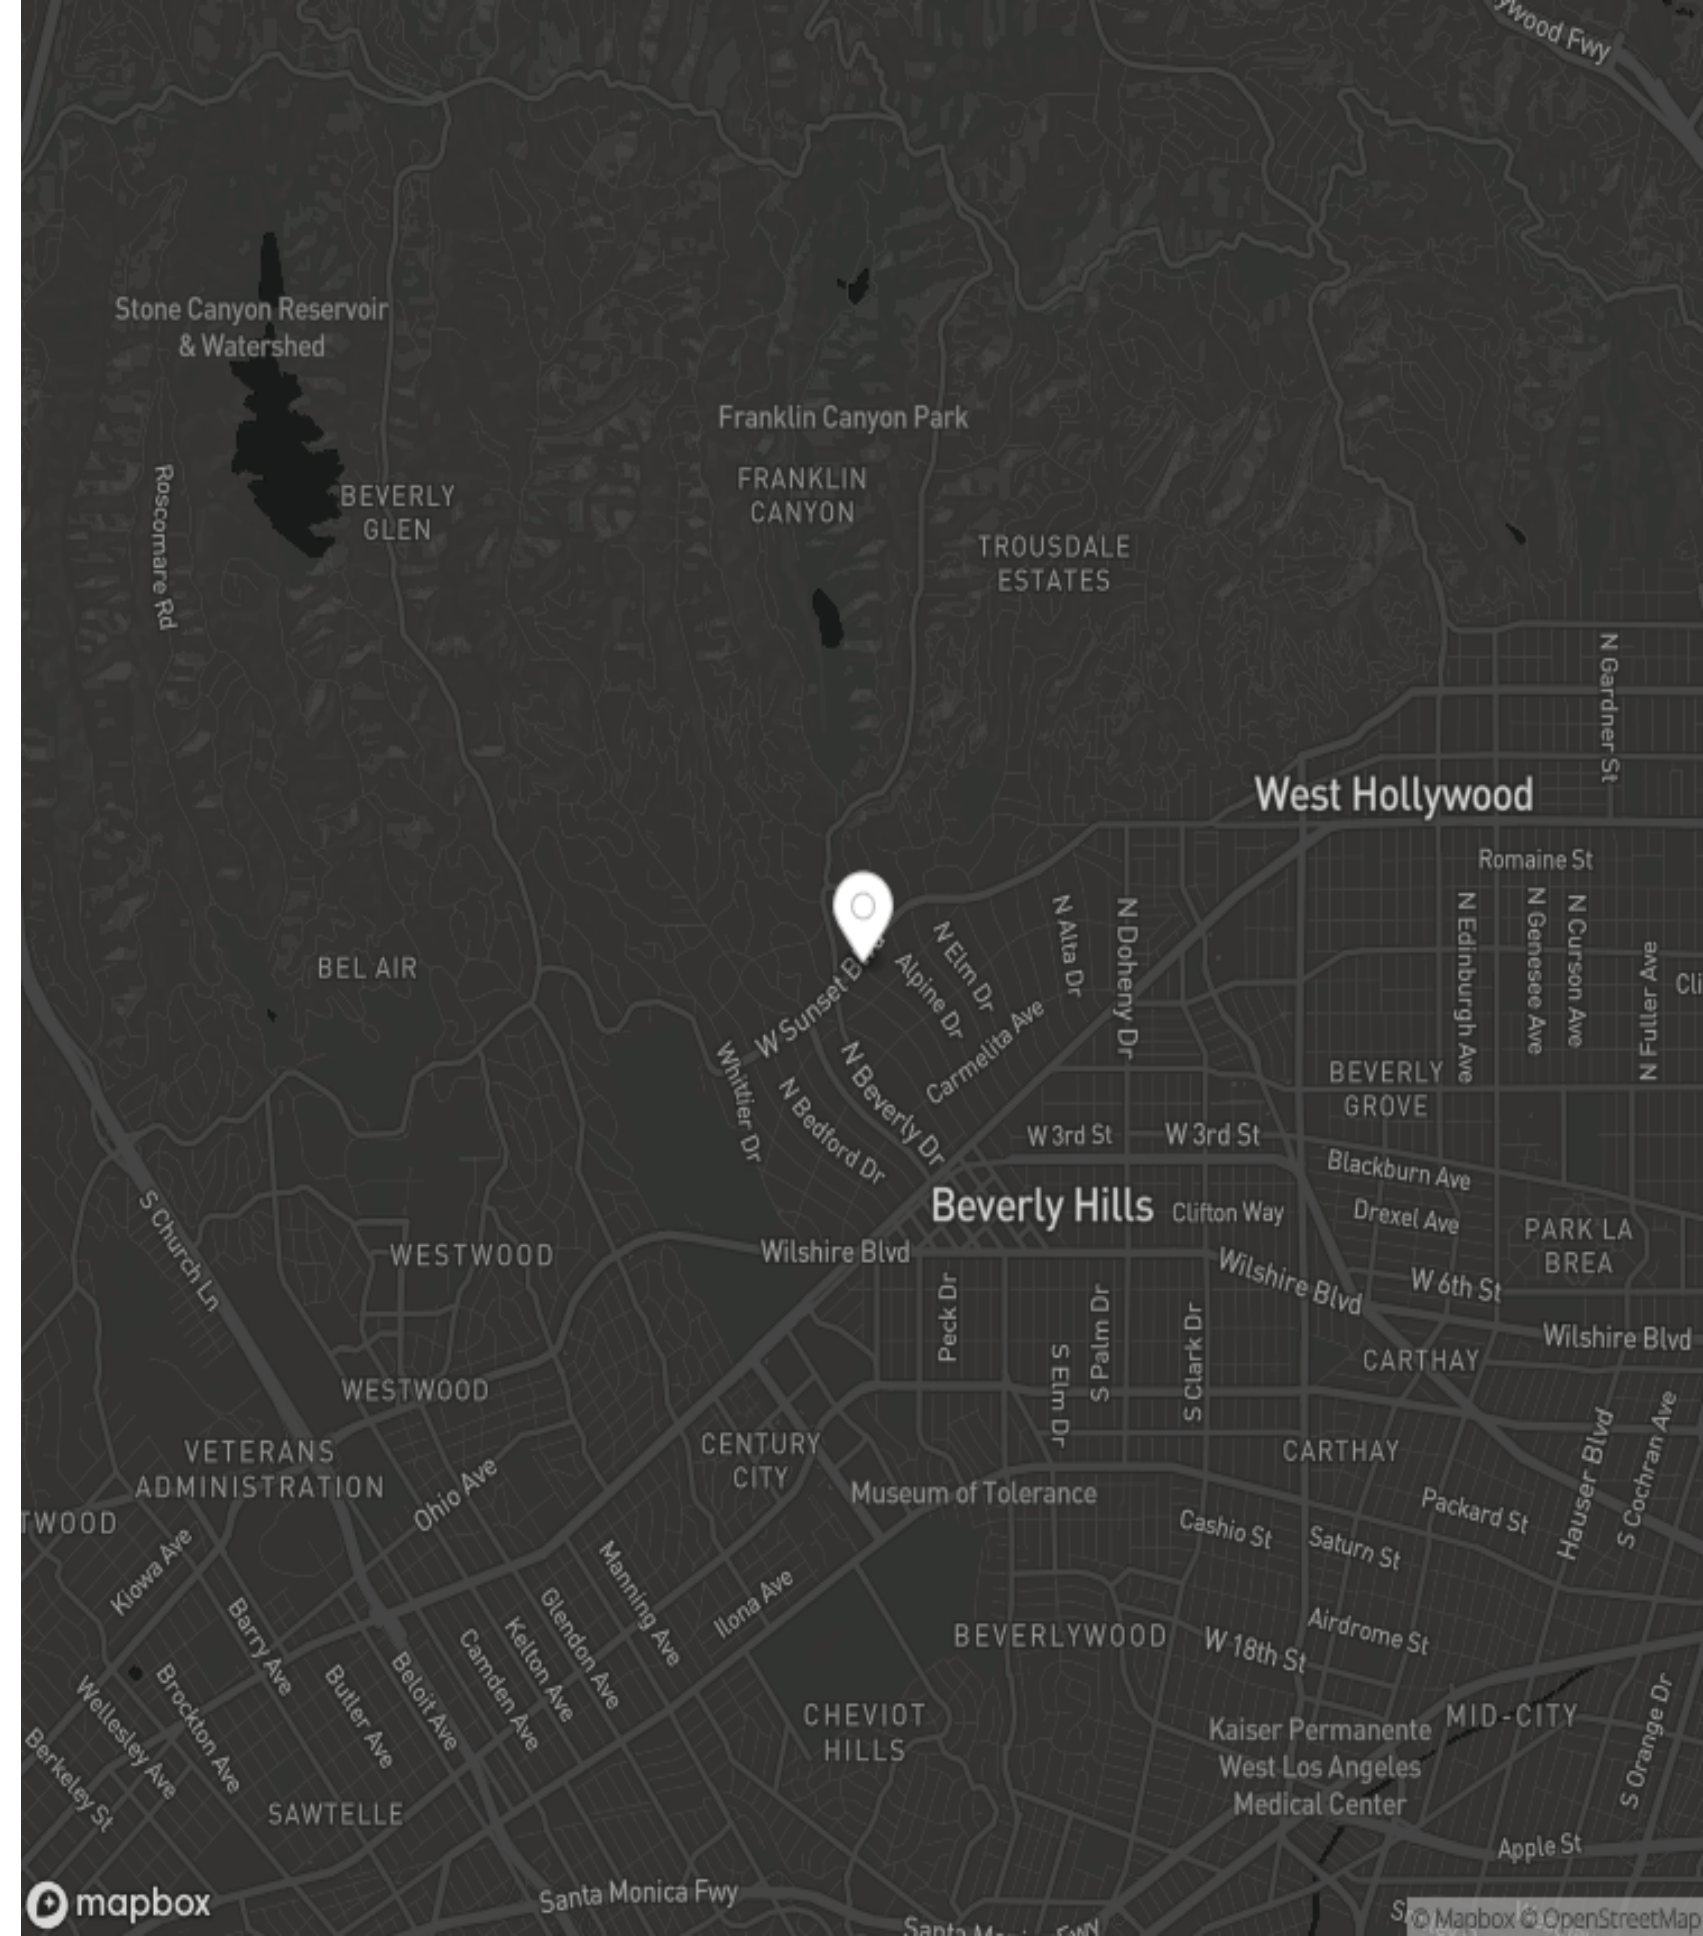 ywood Fwy
Stone Canyon Reservoir
& Watershed
Franklin Canyon Park
FRANKLIN
CANYON
Roscomare Rd
BEVERLY
GLEN
TROUSDALE
ESTATES
N Gardner St
West Hollywood
Romaine St
N Edinburgh Ave
N Genesee Ave
N Curson Ave
N Fuller Ave
Cli
N Alta Dr
N Doheny Dr
N Elm Dr
Alpine Dr
Carmelita Ave
BEL AIR
W Sunset B
Whittier Dr
N Bedford Dr
N Beverly Dr
BEVERLY
GROVE
W 3rd St
W 3rd St
Blackburn Ave
Beverly Hills
Clifton Way
Drexel Ave
PARK LA
BREA
S Church Ln
WESTWOOD
Wilshire Blvd
Wilshire Blvd
W 6th St
Wilshire Blvd
Peck Dr
S Elm Dr
S Palm Dr
S Clark Dr
CARTHAY
WESTWOOD
VETERANS
ADMINISTRATION
CENTURY
CITY
CARTHAY
Hauser Blvd
S Cochran Ave
Ohio Ave
Museum of Tolerance
Packard St
TWOOD
Cashio St
Saturn St
Kiowa Ave
Manning Ave
Ilona Ave
Barry Ave
Glendon Ave
Kelton Ave
Camden Ave
BEVERLYWOOD
W 18th St
Airdrome St
Beloit Ave
Butler Ave
Brockton Ave
Wellesley Ave
Berkeley St
CHEVIOT
HILLS
MID-CITY
S Orange Dr
Kaiser Permanente
West Los Angeles
Medical Center
SAWTELLE
Apple St
mapbox
Santa Monica Fwy
© Mapbox © OpenStreetMap